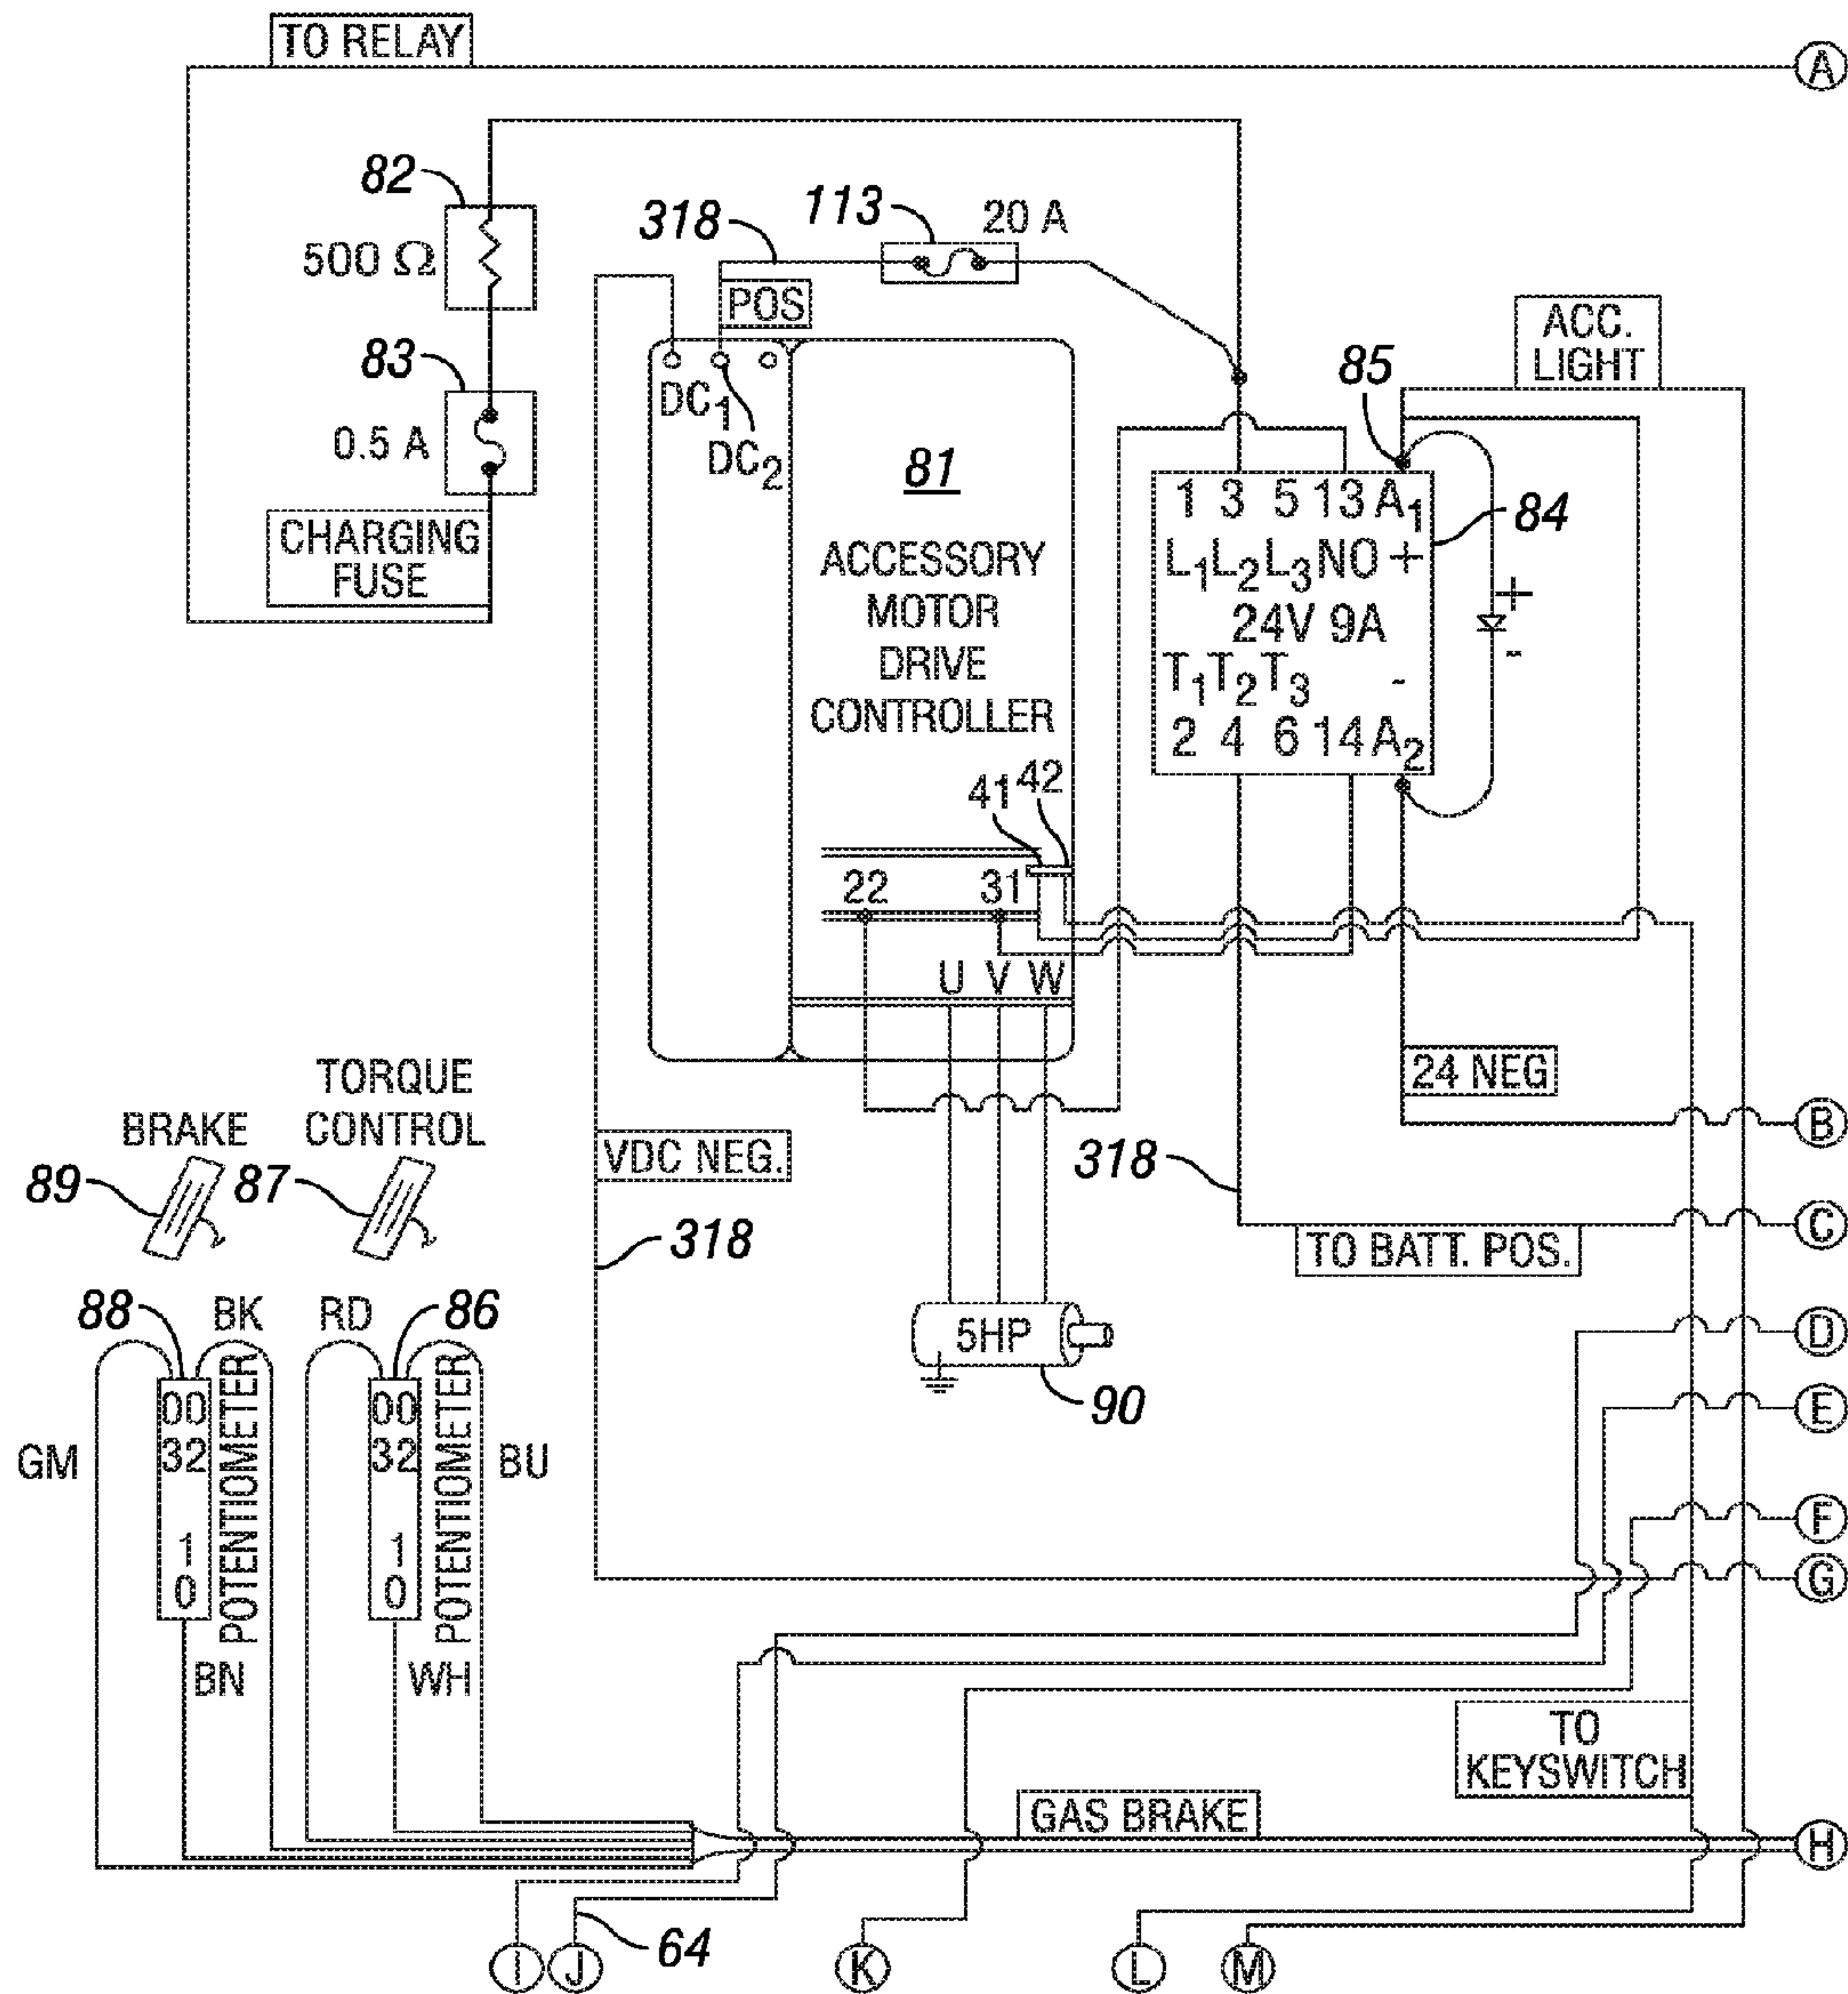 TO RELAY
A
82
500 Ω
318
113
20 A
POS
83
0.5 A
CHARGING
FUSE
DC1
DC2
81
ACCESSORY
MOTOR
DRIVE
CONTROLLER
41
42
22
31
U V W
ACC.
LIGHT
85
1 3 5 13 A1
84
L1 L2 L3 NO +
24V 9A
T1 T2 T3 -
2 4 6 14 A2
+
-
24 NEG
B
TORQUE
CONTROL
BRAKE
89
87
VDC NEG.
318
318
C
TO BATT. POS.
88
BK
RD
86
5HP
90
D
E
00
32
1
0
POTENTIOMETER
00
32
1
0
POTENTIOMETER
GM
BU
BN
WH
F
G
TO
KEYSWITCH
GAS BRAKE
H
I
J
64
K
L
M